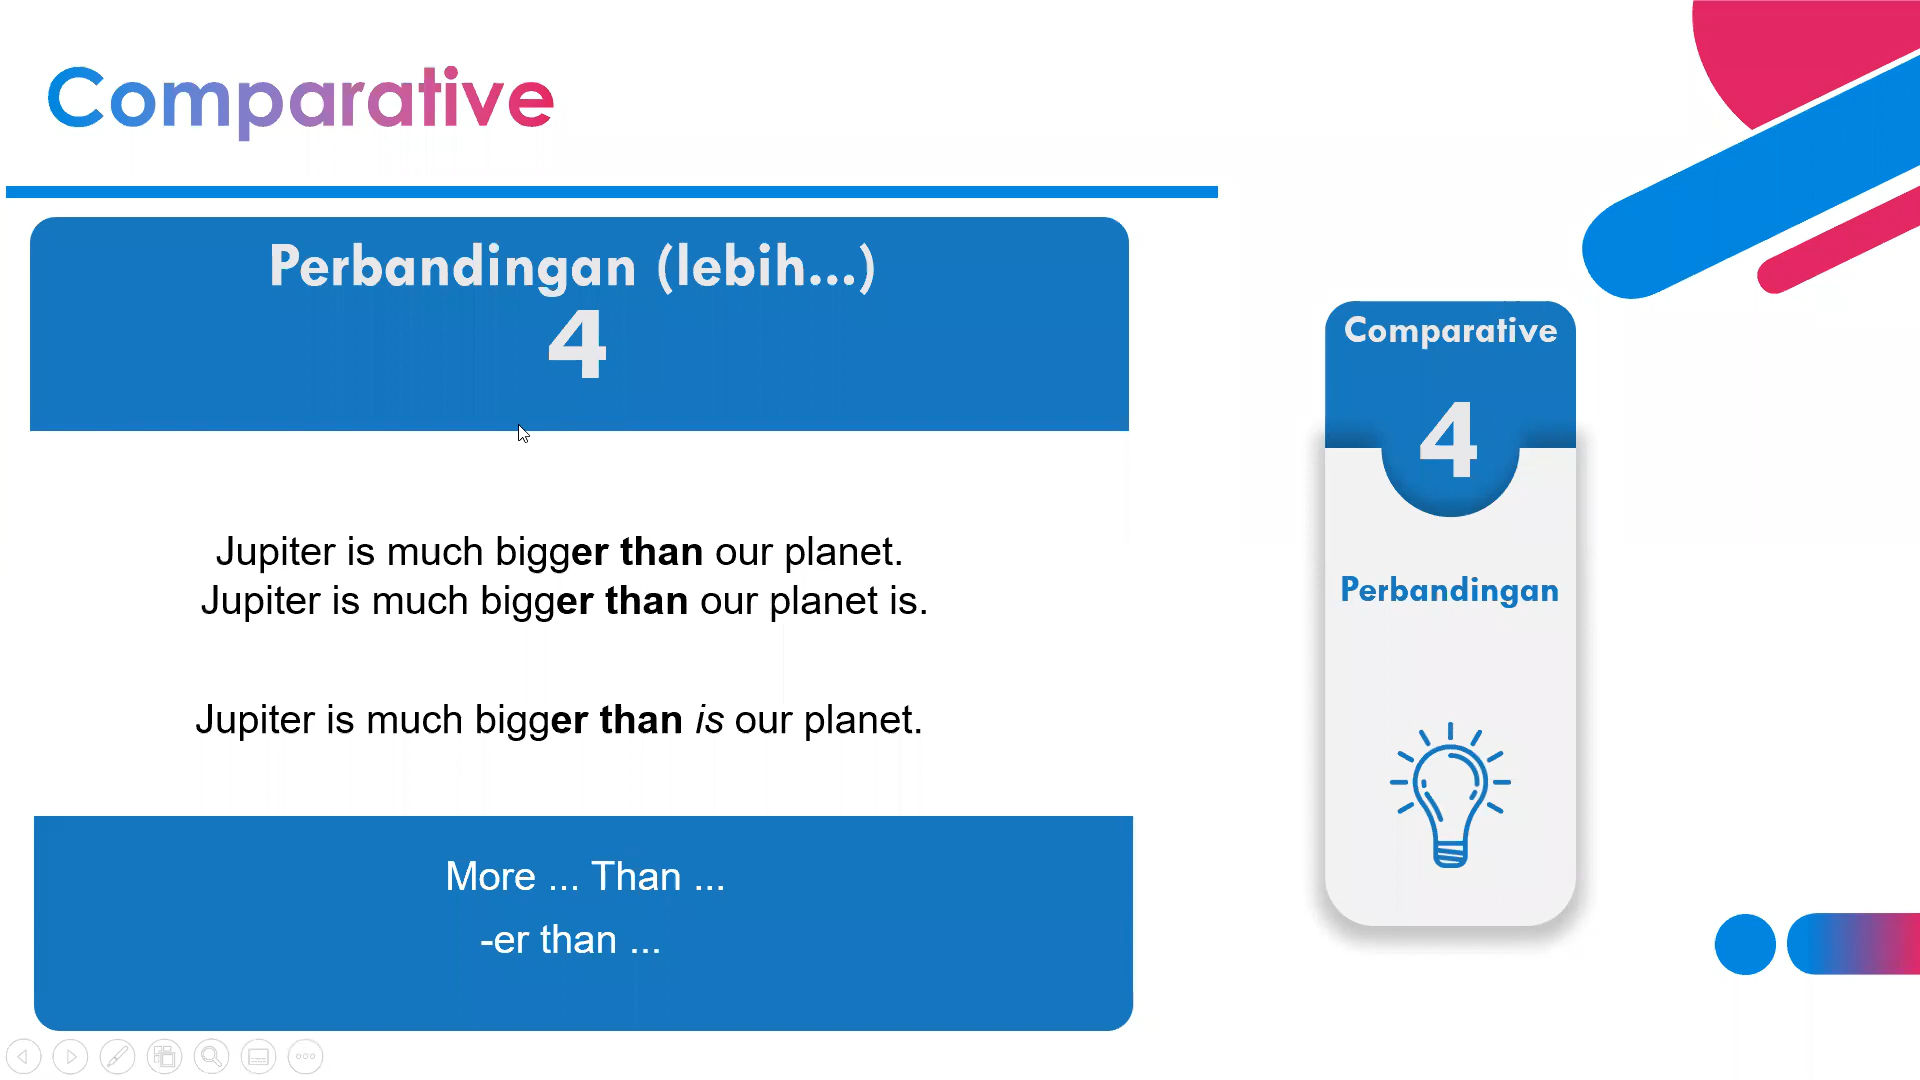 Comparative
Perbandingan (lebih...)
4
Jupiter is much bigger than our planet.
Jupiter is much bigger than our planet is.
Jupiter is much bigger than is our planet.
More ... Than ...
-er than ...
Comparative
4
Perbandingan